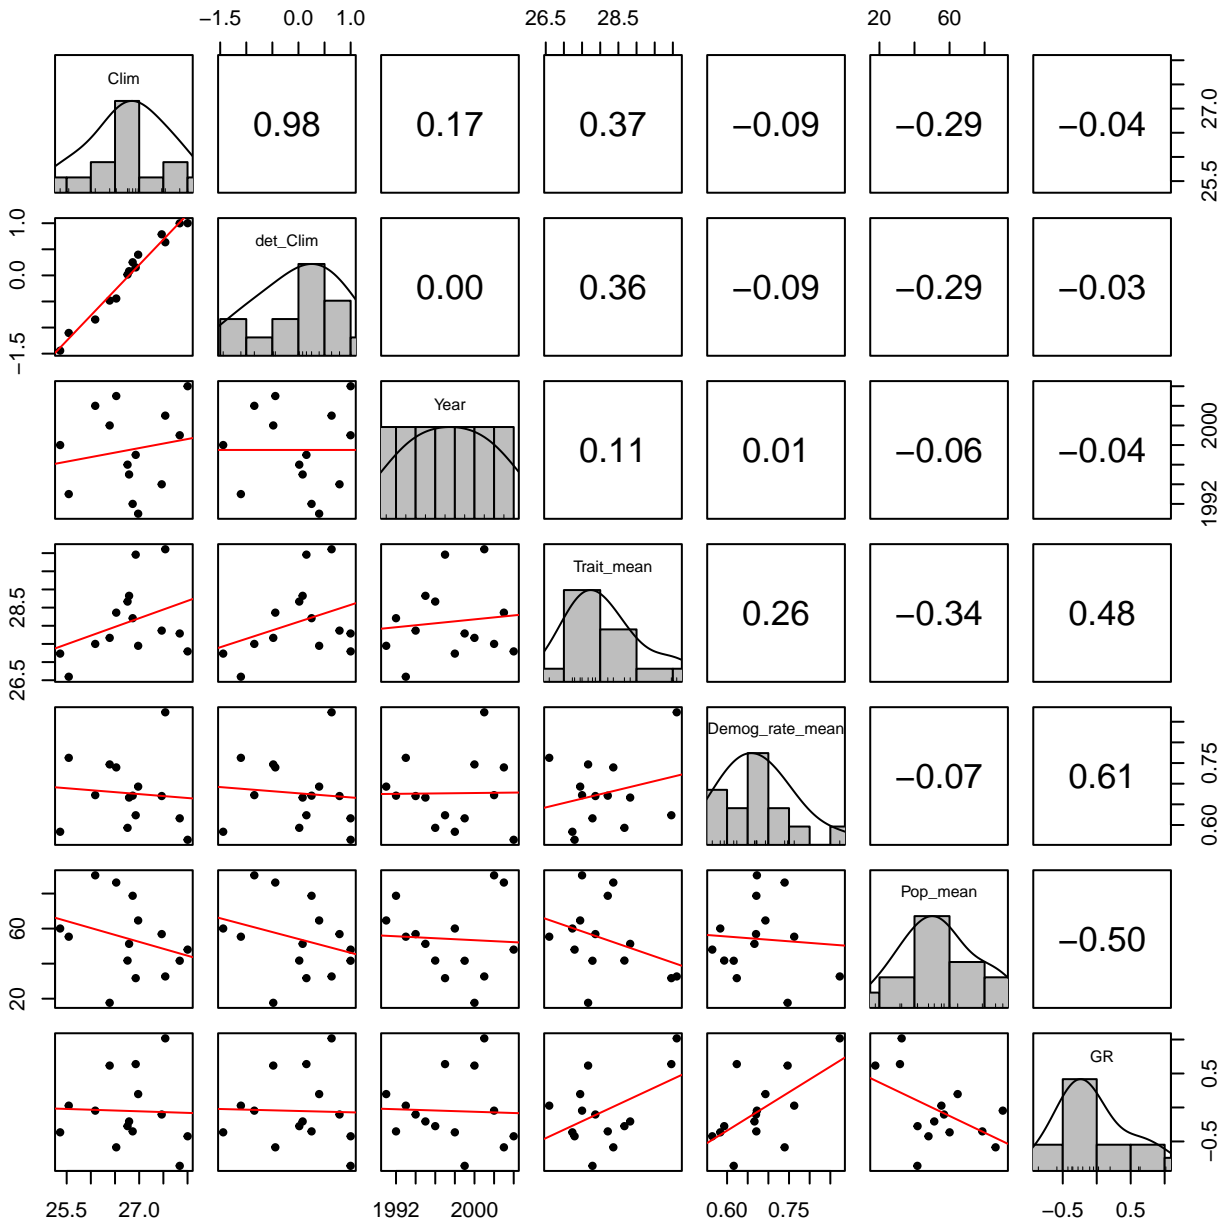 −1.5 0.0 1.0 26.5 28.5 20 60
Clim
0.98 0.17 0.37 −0.09 −0.29 −0.04
25.5 27.0
−1.5 0.0 1.0
det_Clim
0.00 0.36 −0.09 −0.29 −0.03
Year
0.11 0.01 −0.06 −0.04
1992 2000
26.5 28.5
Trait_mean
0.26 −0.34 0.48
Demog_rate_mean
−0.07 0.61
0.60 0.75
20 60
Pop_mean
−0.50
GR
−0.5 0.5
25.5 27.0 1992 2000 0.60 0.75 −0.5 0.5